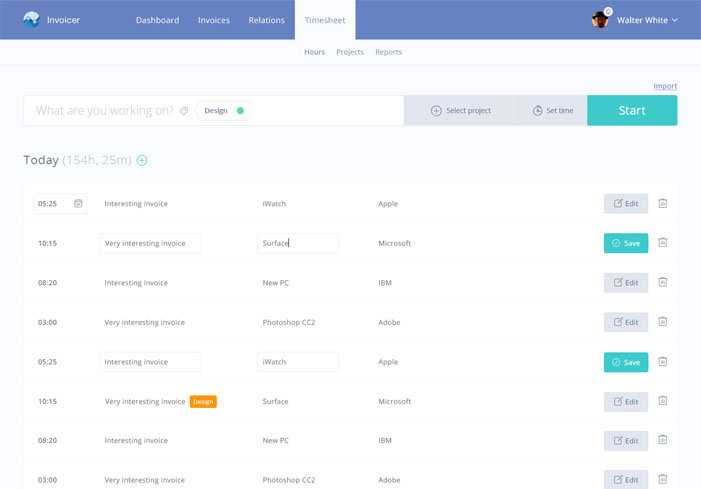 Invoicer Dashboard Invoices Relations Timesheet Walter White
Hours Projects Reports
Import
What are you working on? Design Select project Set time Start
Today (154h, 25m)
05:25 Interesting invoice iWatch Apple Edit
10:15 Very interesting invoice Surface Microsoft Save
08:20 Interesting invoice New PC IBM Edit
03:00 Very interesting invoice Photoshop CC2 Adobe Edit
05:25 Interesting invoice iWatch Apple Save
10:15 Very interesting invoice Design Surface Microsoft Edit
08:20 Interesting invoice New PC IBM Edit
03:00 Very interesting invoice Photoshop CC2 Adobe Edit